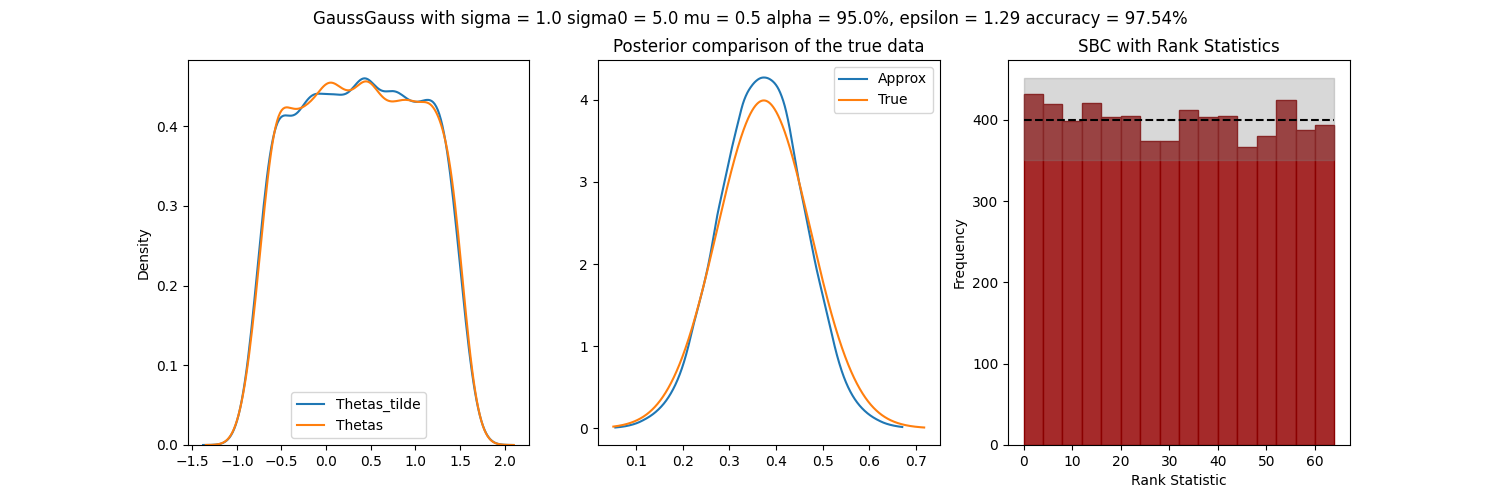 GaussGauss with sigma = 1.0 sigma0 = 5.0 mu = 0.5 alpha = 95.0%, epsilon = 1.29 accuracy = 97.54%
Density
0.4
0.3
0.2
0.1
0.0
Thetas_tilde
Thetas
−1.5 −1.0 −0.5 0.0 0.5 1.0 1.5 2.0
Posterior comparison of the true data
Approx
True
4
3
2
1
0
0.1 0.2 0.3 0.4 0.5 0.6 0.7
SBC with Rank Statistics
Frequency
400
300
200
100
0
0 10 20 30 40 50 60
Rank Statistic